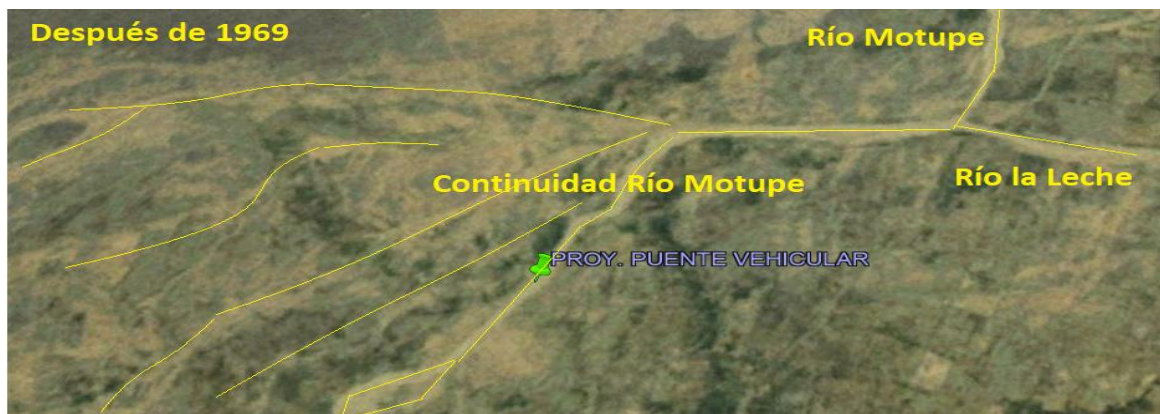 Después de 1969
Río Motupe
Continuidad Río Motupe
Río la Leche
PROY. PUENTE VEHICULAR